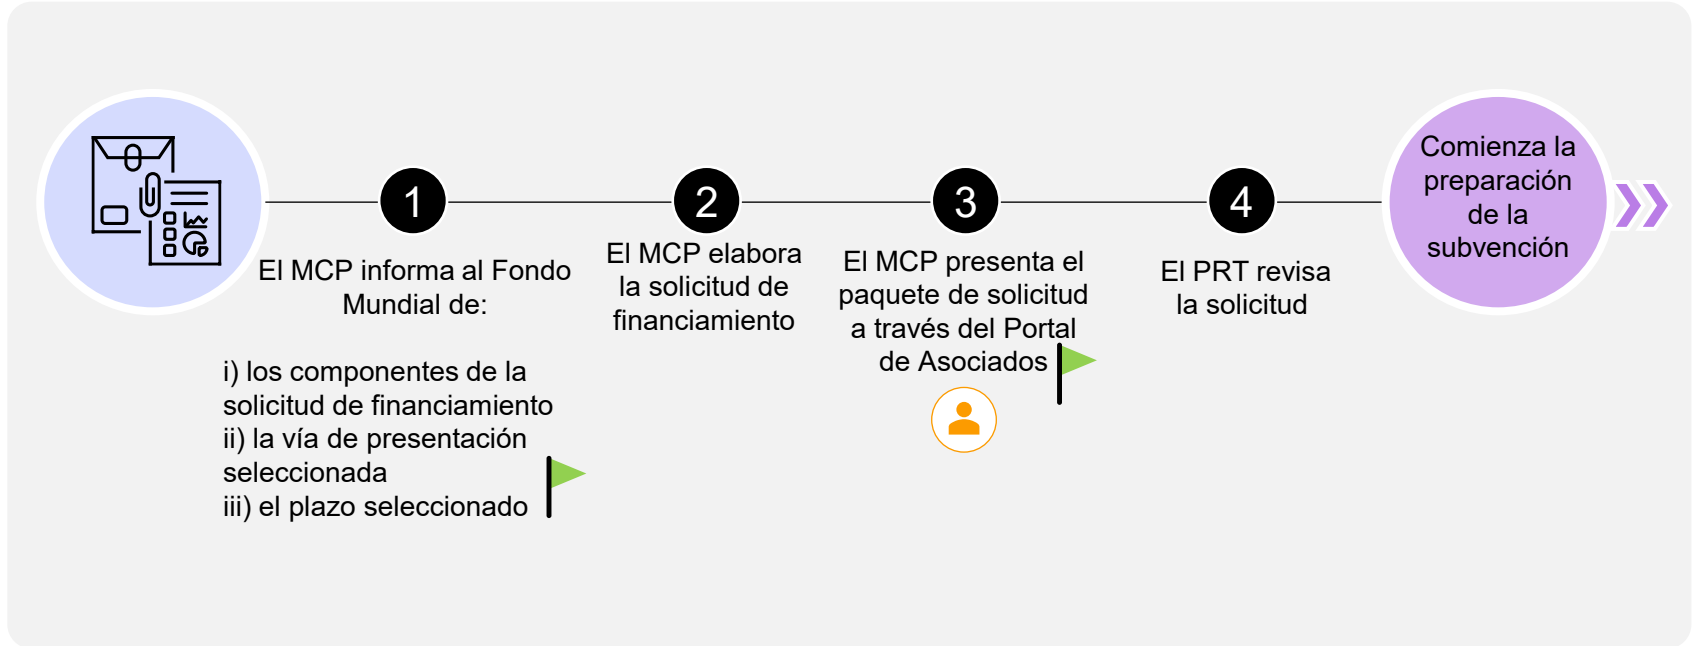 1
El MCP informa al Fondo
Mundial de:
i) los componentes de la
solicitud de financiamiento
ii) la vía de presentación
seleccionada
iii) el plazo seleccionado
2
El MCP elabora
la solicitud de
financiamiento
3
El MCP presenta el
paquete de solicitud
a través del Portal
de Asociados
4
El PRT revisa
la solicitud
Comienza la
preparación
de la
subvención